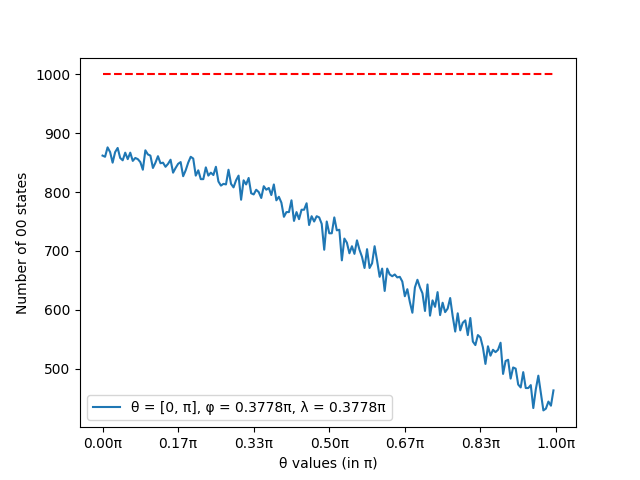 1000
900
800
700
600
500
Number of 00 states
θ = [0, π], φ = 0.3778π, λ = 0.3778π
0.00π 0.17π 0.33π 0.50π 0.67π 0.83π 1.00π
θ values (in π)